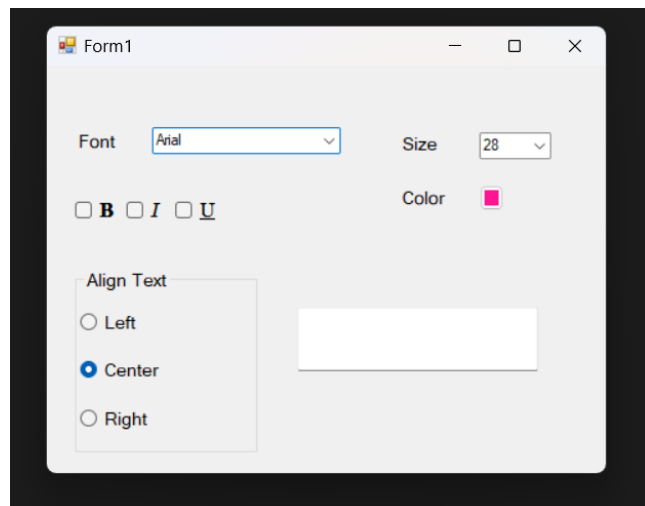 Form1
Font Arial Size 28
Color
B I U
Align Text
Left
Center
Right